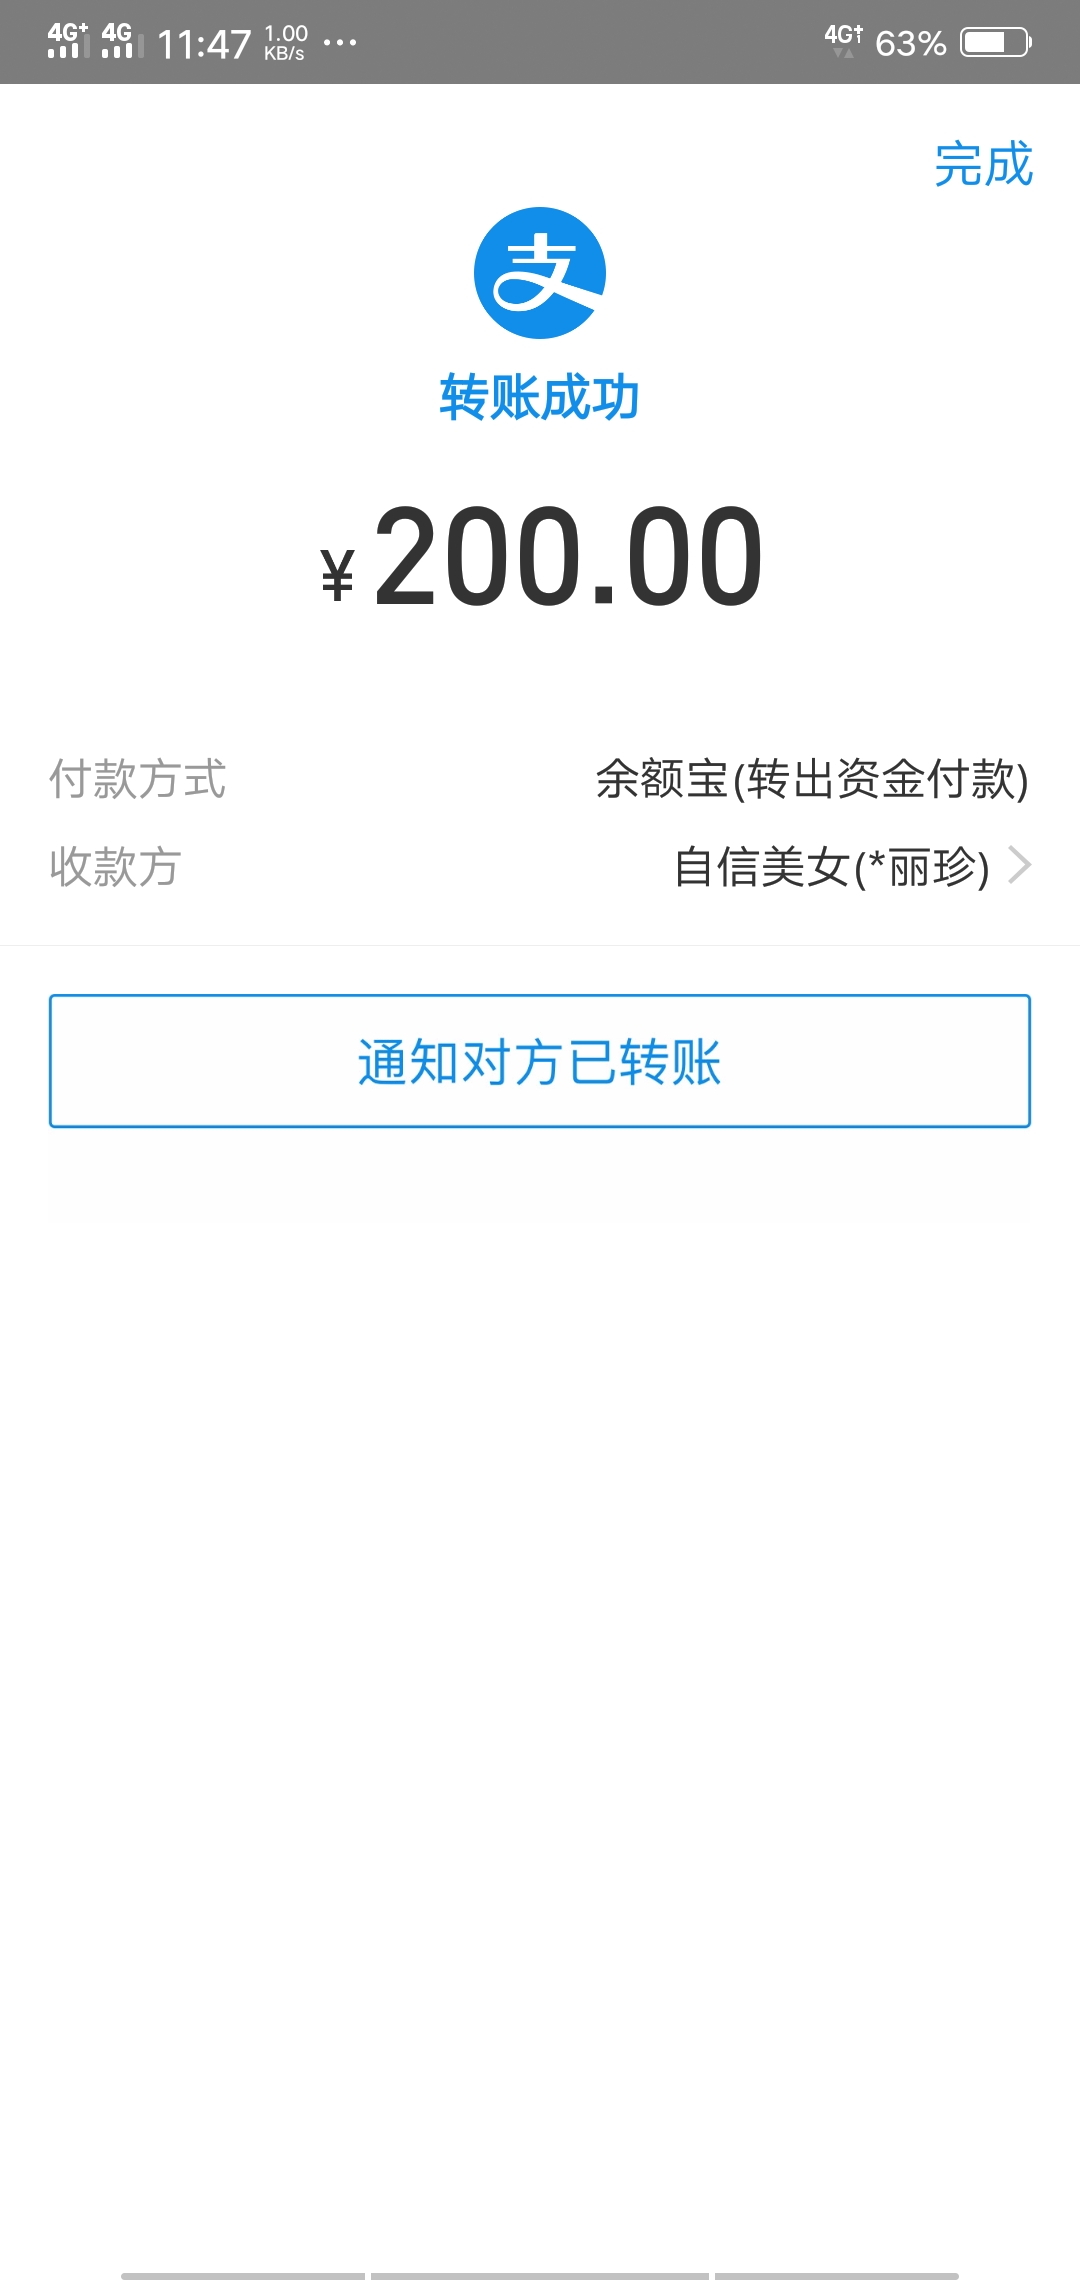 4G+ 4G 11:47 1.00 KB/s ... 4G+ 63%
完成
支
转账成功
¥200.00
付款方式 余额宝(转出资金付款)
收款方 自信美女(*丽珍)
通知对方已转账